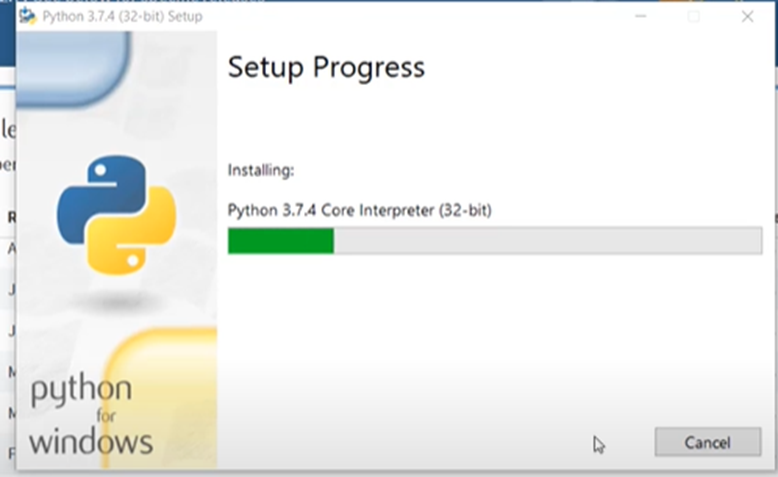 Python 3.7.4 (32-bit) Setup
Setup Progress
Installing:
Python 3.7.4 Core Interpreter (32-bit)
python
for
windows
Cancel